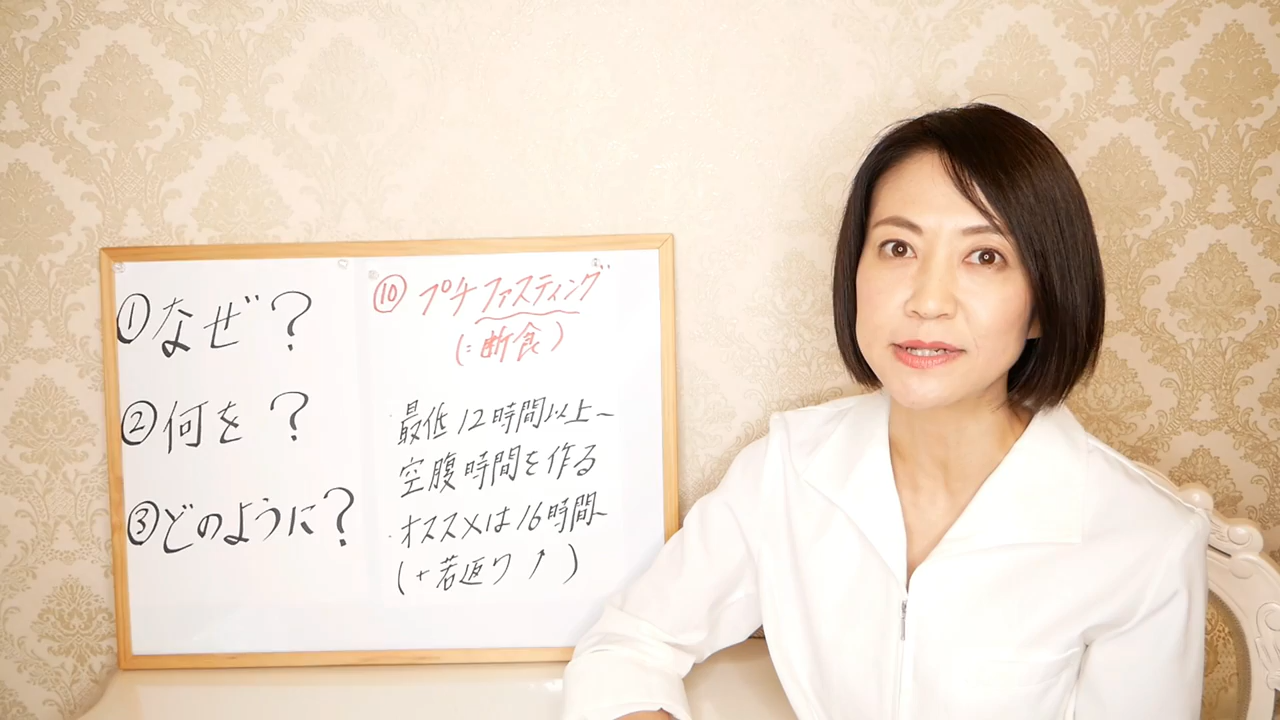 ①なぜ？
②何を？
③どのように？
⑩プチファスティング
(=断食)
・最低12時間以上〜
空腹時間を作る
・オススメは16時間〜
(+若返り↑)